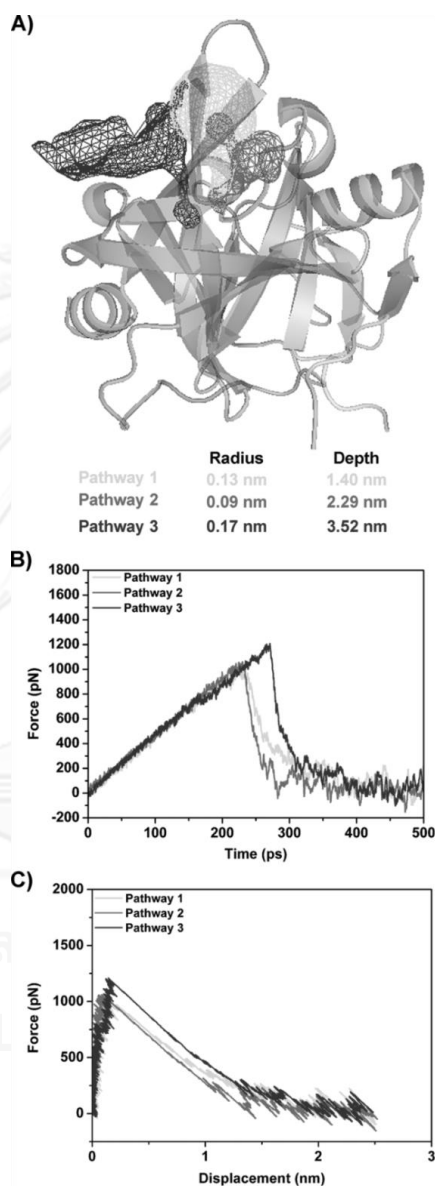 A)
Radius Depth
Pathway 1 0.13 nm 1.40 nm
Pathway 2 0.09 nm 2.29 nm
Pathway 3 0.17 nm 3.52 nm
B)
1800
1600
1400
1200
1000
800
600
400
200
0
-200
Force (pN)
Pathway 1
Pathway 2
Pathway 3
0 100 200 300 400 500
Time (ps)
C)
2000
1500
1000
500
0
Force (pN)
Pathway 1
Pathway 2
Pathway 3
0 1 2 3
Displacement (nm)